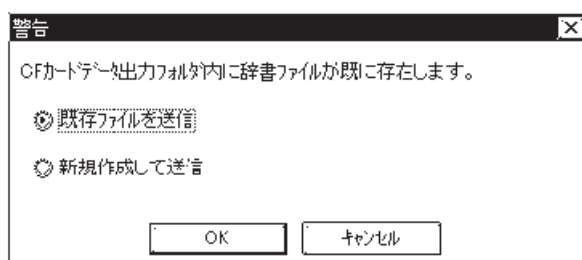 警告
CFカードデータ出力フォルダ内に辞書ファイルが既に存在します。
既存ファイルを送信
新規作成して送信
OK
キャンセル